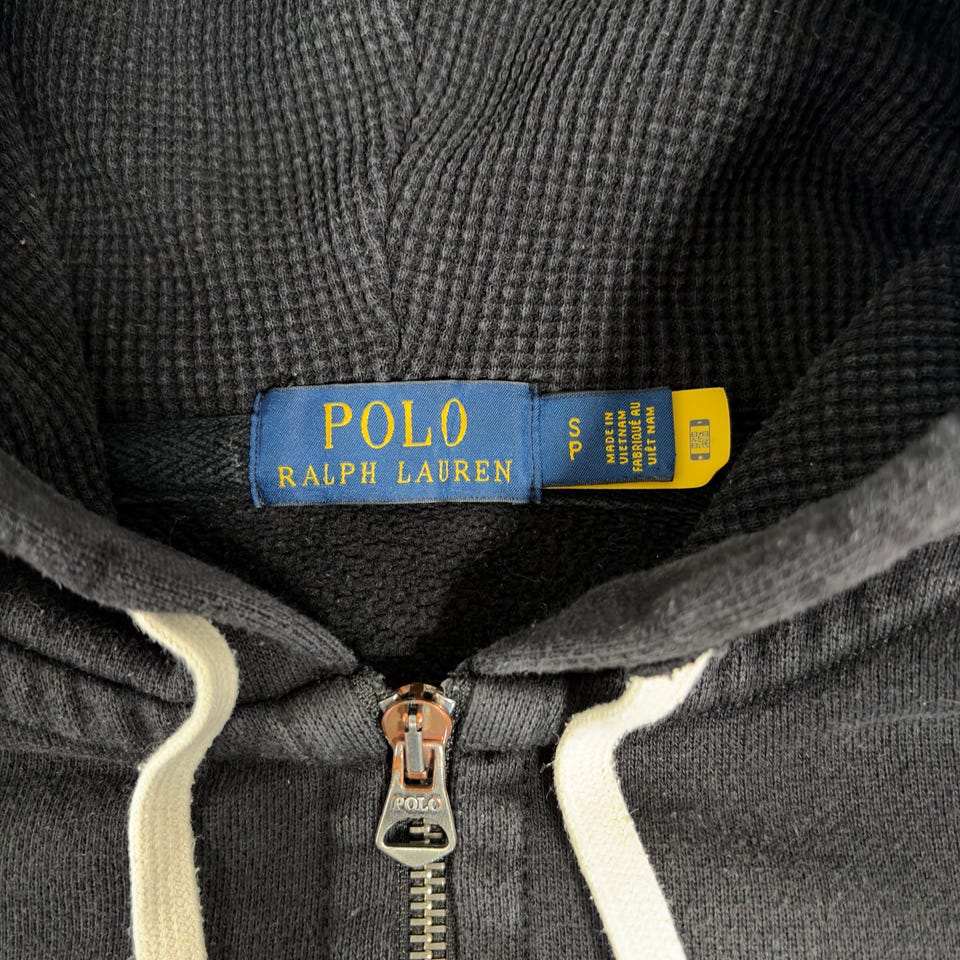 POLO
RALPH LAUREN
S
P
MADE IN
VIETNAM
FABRIQUÉ AU
VIÊT NAM
POLO